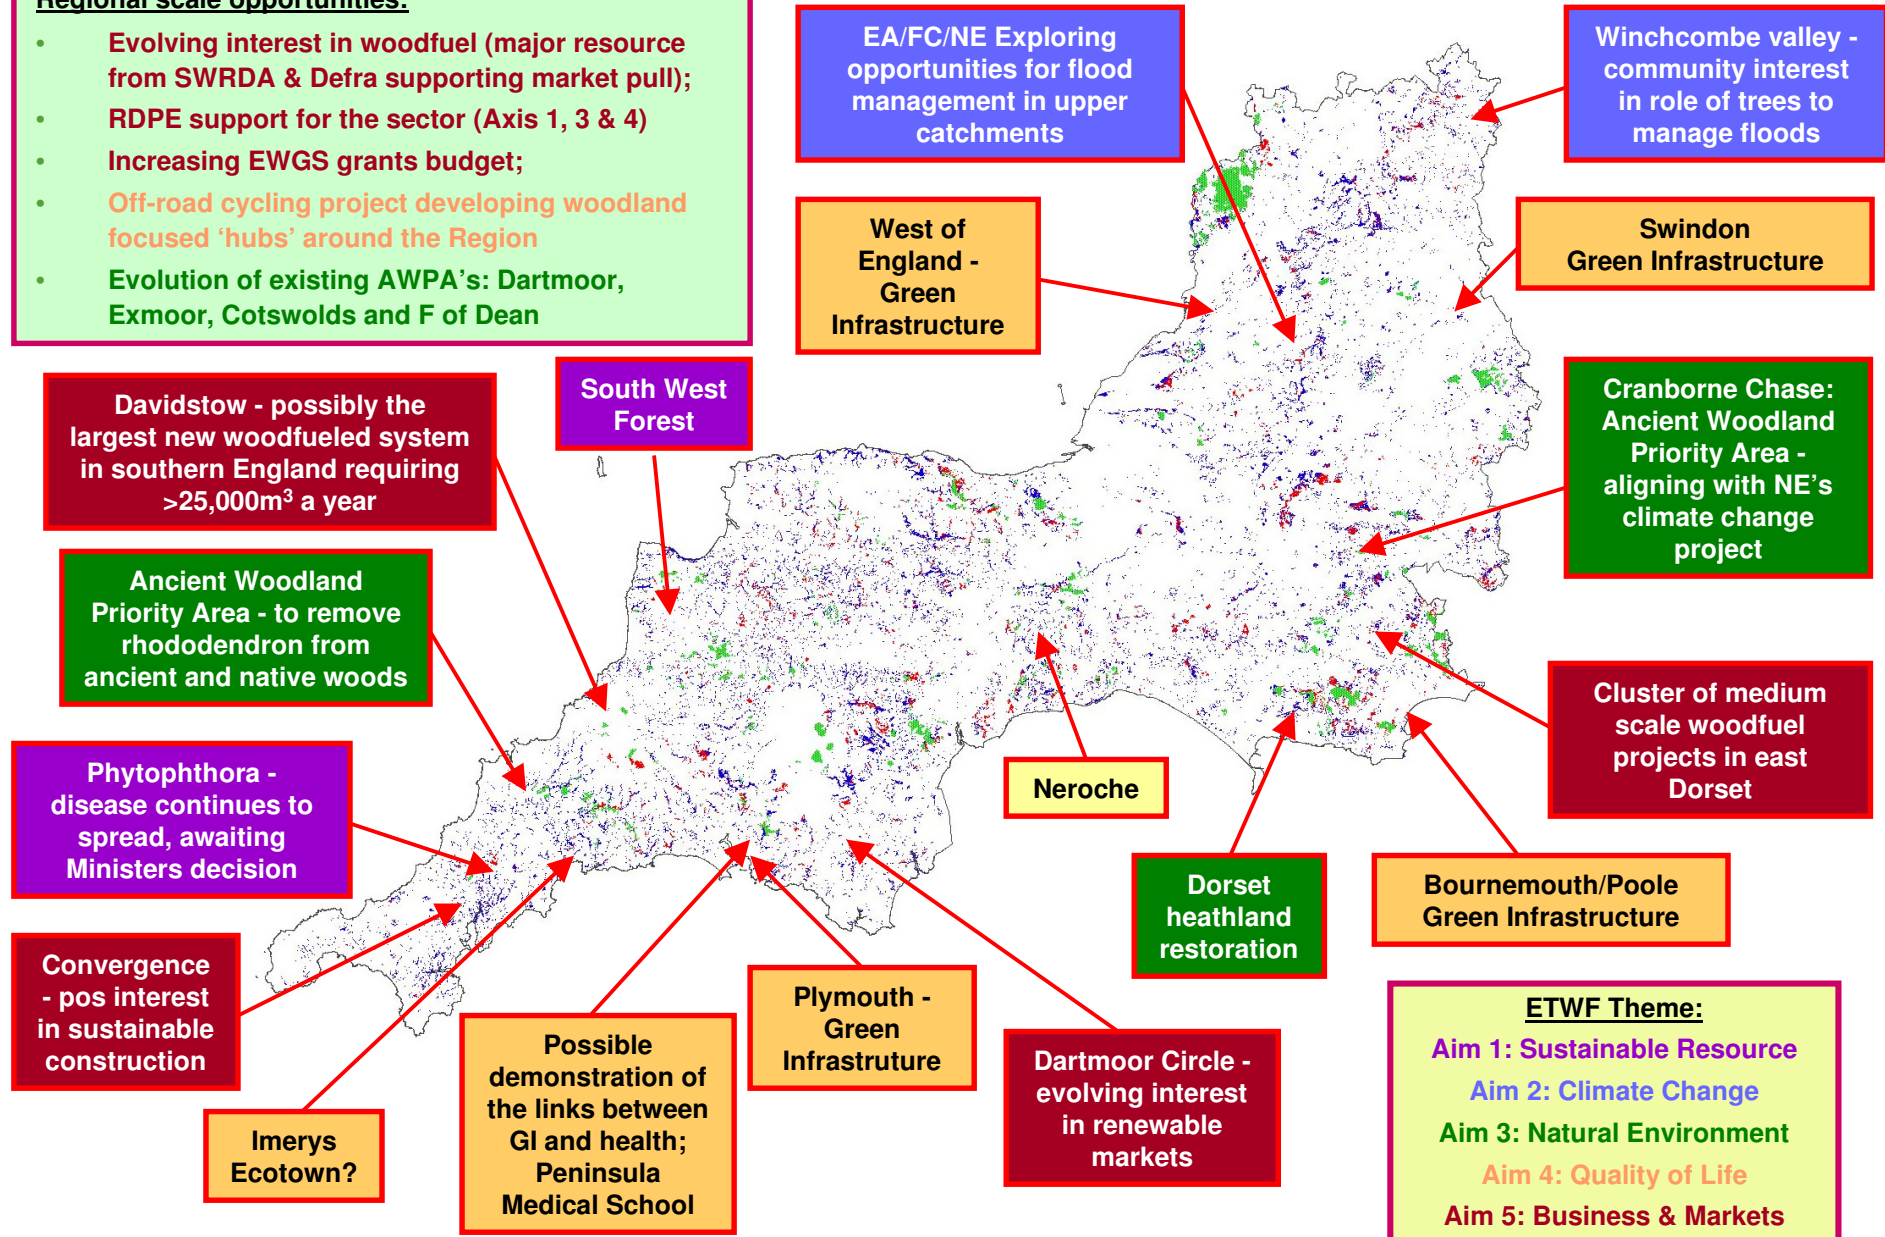 Regional scale opportunities:
• Evolving interest in woodfuel (major resource
from SWRDA & Defra supporting market pull);
• RDPE support for the sector (Axis 1, 3 & 4)
• Increasing EWGS grants budget;
• Off-road cycling project developing woodland
focused ‘hubs’ around the Region
• Evolution of existing AWPA's: Dartmoor,
Exmoor, Cotswolds and F of Dean
EA/FC/NE Exploring
opportunities for flood
management in upper
catchments
Winchcombe valley -
community interest
in role of trees to
manage floods
West of
England -
Green
Infrastructure
Swindon
Green Infrastructure
South West
Forest
Davidstow - possibly the
largest new woodfueled system
in southern England requiring
>25,000m³ a year
Cranborne Chase:
Ancient Woodland
Priority Area -
aligning with NE's
climate change
project
Ancient Woodland
Priority Area - to remove
rhododendron from
ancient and native woods
Cluster of medium
scale woodfuel
projects in east
Dorset
Phytophthora -
disease continues to
spread, awaiting
Ministers decision
Neroche
Dorset
heathland
restoration
Bournemouth/Poole
Green Infrastructure
Convergence
- pos interest
in sustainable
construction
Plymouth -
Green
Infrastruture
Possible
demonstration of
the links between
GI and health;
Peninsula
Medical School
Dartmoor Circle -
evolving interest
in renewable
markets
Imerys
Ecotown?
ETWF Theme:
Aim 1: Sustainable Resource
Aim 2: Climate Change
Aim 3: Natural Environment
Aim 4: Quality of Life
Aim 5: Business & Markets